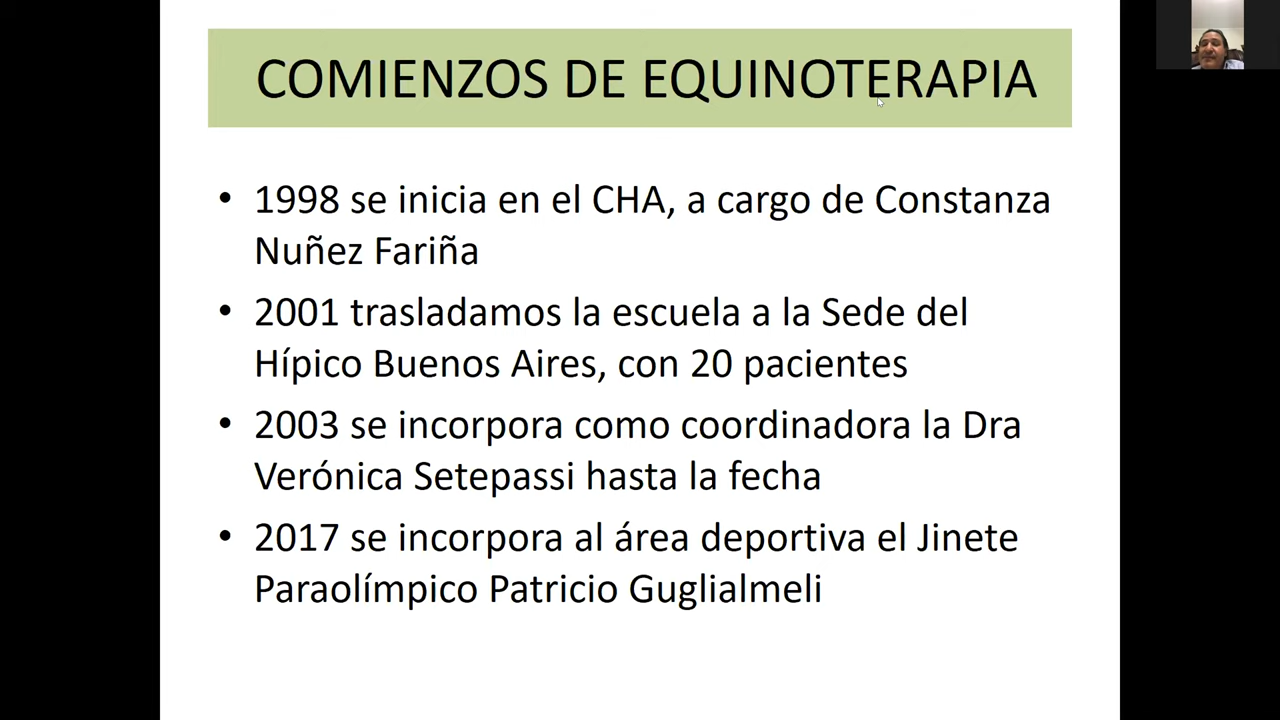 COMIENZOS DE EQUINOTERAPIA
• 1998 se inicia en el CHA, a cargo de Constanza
Nuñez Fariña
• 2001 trasladamos la escuela a la Sede del
Hípico Buenos Aires, con 20 pacientes
• 2003 se incorpora como coordinadora la Dra
Verónica Setepassi hasta la fecha
• 2017 se incorpora al área deportiva el Jinete
Paraolímpico Patricio Guglialmeli